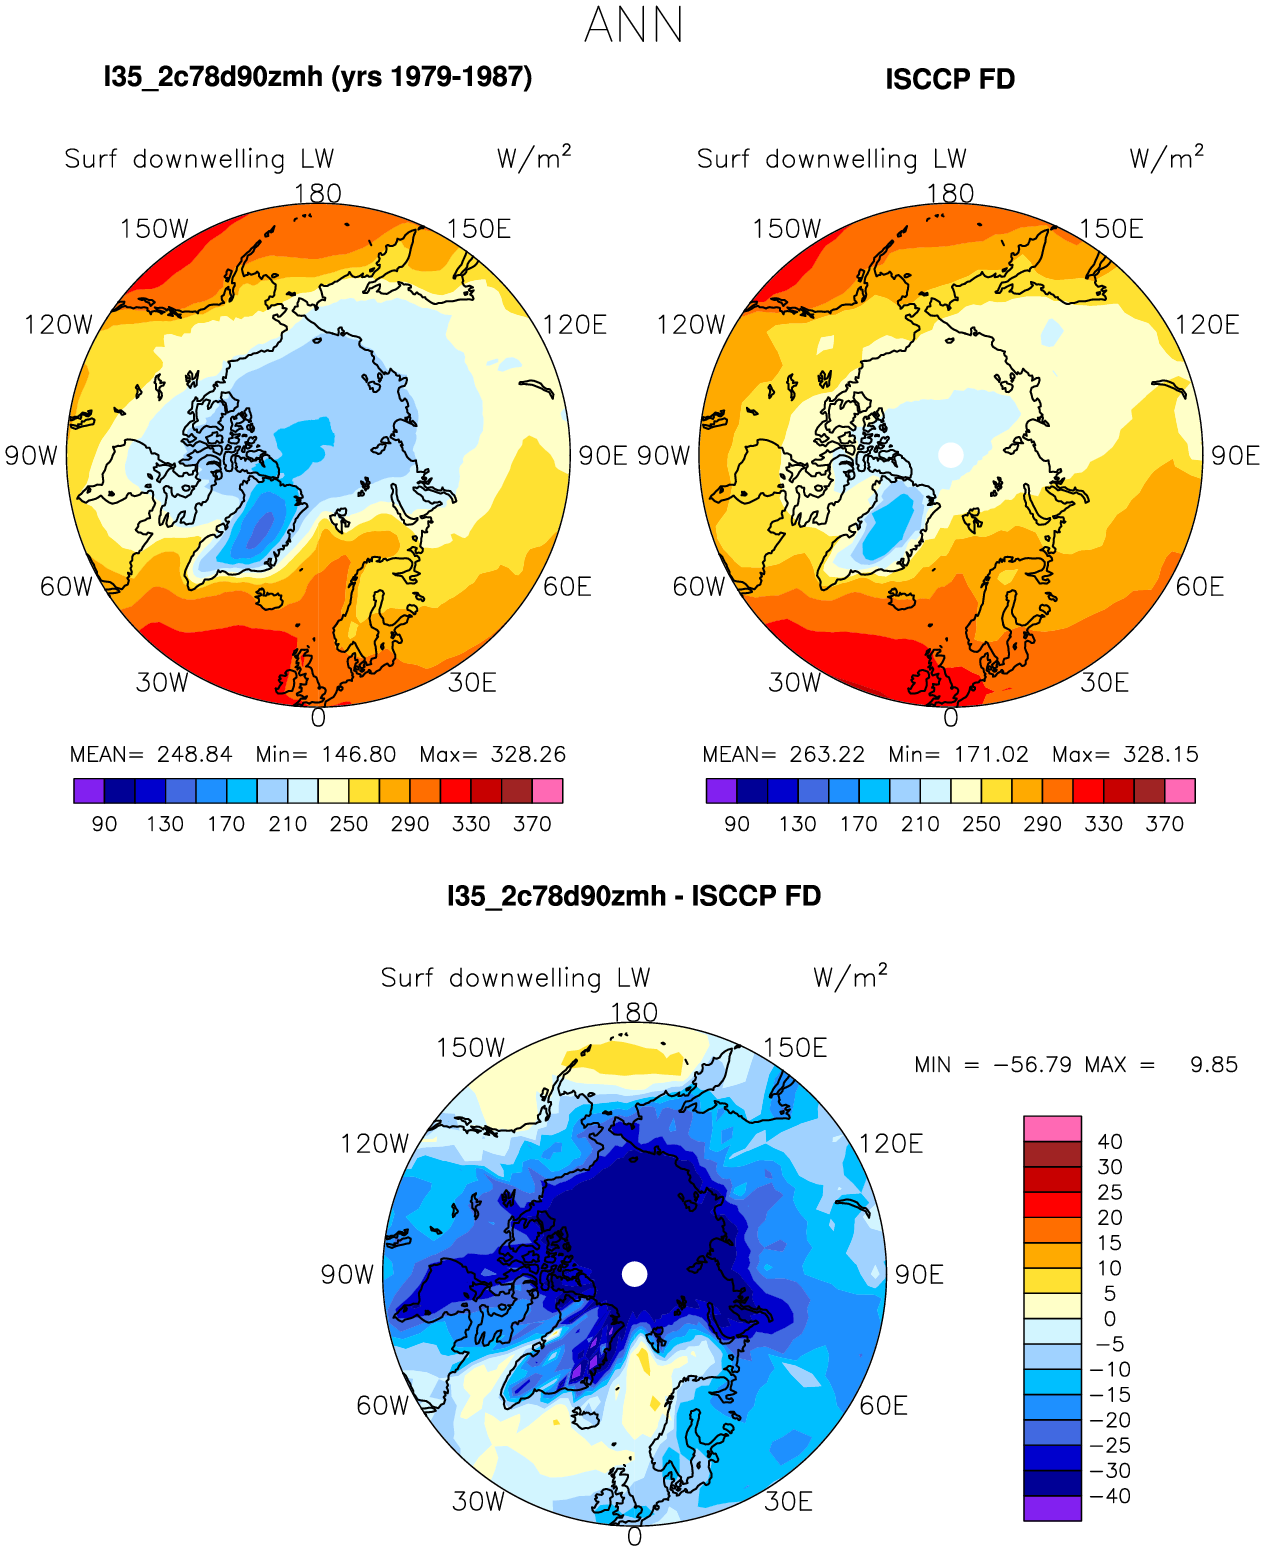 ANN
I35_2c78d90zmh (yrs 1979-1987)
ISCCP FD
Surf downwelling LW W/m²
180
150W 150E
120W 120E
90W 90E
60W 60E
30W 30E
0
MEAN= 248.84 Min= 146.80 Max= 328.26
90 130 170 210 250 290 330 370
Surf downwelling LW W/m²
180
150W 150E
120W 120E
90W 90E
60W 60E
30W 30E
0
MEAN= 263.22 Min= 171.02 Max= 328.15
90 130 170 210 250 290 330 370
I35_2c78d90zmh - ISCCP FD
Surf downwelling LW W/m²
180
150W 150E
120W 120E
90W 90E
60W 60E
30W 30E
0
MIN = -56.79 MAX = 9.85
40
30
25
20
15
10
5
0
-5
-10
-15
-20
-25
-30
-40